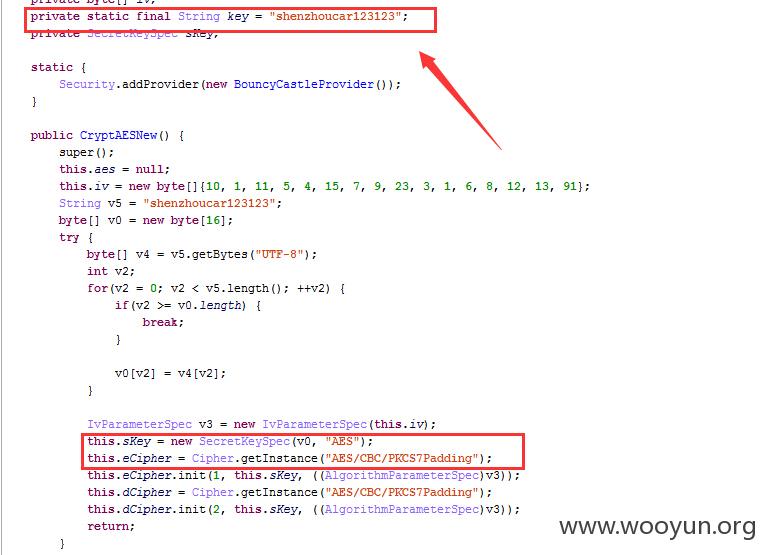 private byte[] iv;
private static final String key = "shenzhoucar123123";
private SecretKeySpec sKey;
static {
Security.addProvider(new BouncyCastleProvider());
}
public CryptAESNew() {
super();
this.aes = null;
this.iv = new byte[]{10, 1, 11, 5, 4, 15, 7, 9, 23, 3, 1, 6, 8, 12, 13, 91};
String v5 = "shenzhoucar123123";
byte[] v0 = new byte[16];
try {
byte[] v4 = v5.getBytes("UTF-8");
int v2;
for(v2 = 0; v2 < v5.length(); ++v2) {
if(v2 >= v0.length) {
break;
}
v0[v2] = v4[v2];
}
IvParameterSpec v3 = new IvParameterSpec(this.iv);
this.sKey = new SecretKeySpec(v0, "AES");
this.eCipher = Cipher.getInstance("AES/CBC/PKCS7Padding");
this.eCipher.init(1, this.sKey, ((AlgorithmParameterSpec)v3));
this.dCipher = Cipher.getInstance("AES/CBC/PKCS7Padding");
this.dCipher.init(2, this.sKey, ((AlgorithmParameterSpec)v3));
return;
}
www.wooyun.org